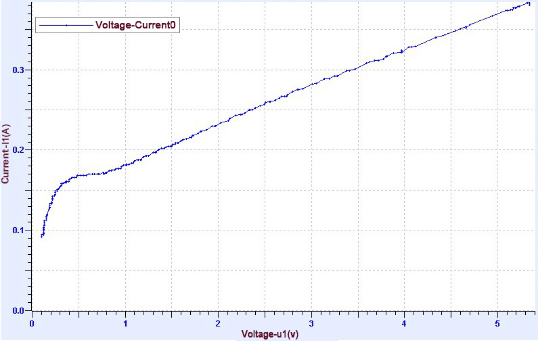 Voltage-Current0
Current-I1(A)
0.3
0.2
0.1
0.0
0 1 2 3 4 5
Voltage-u1(v)